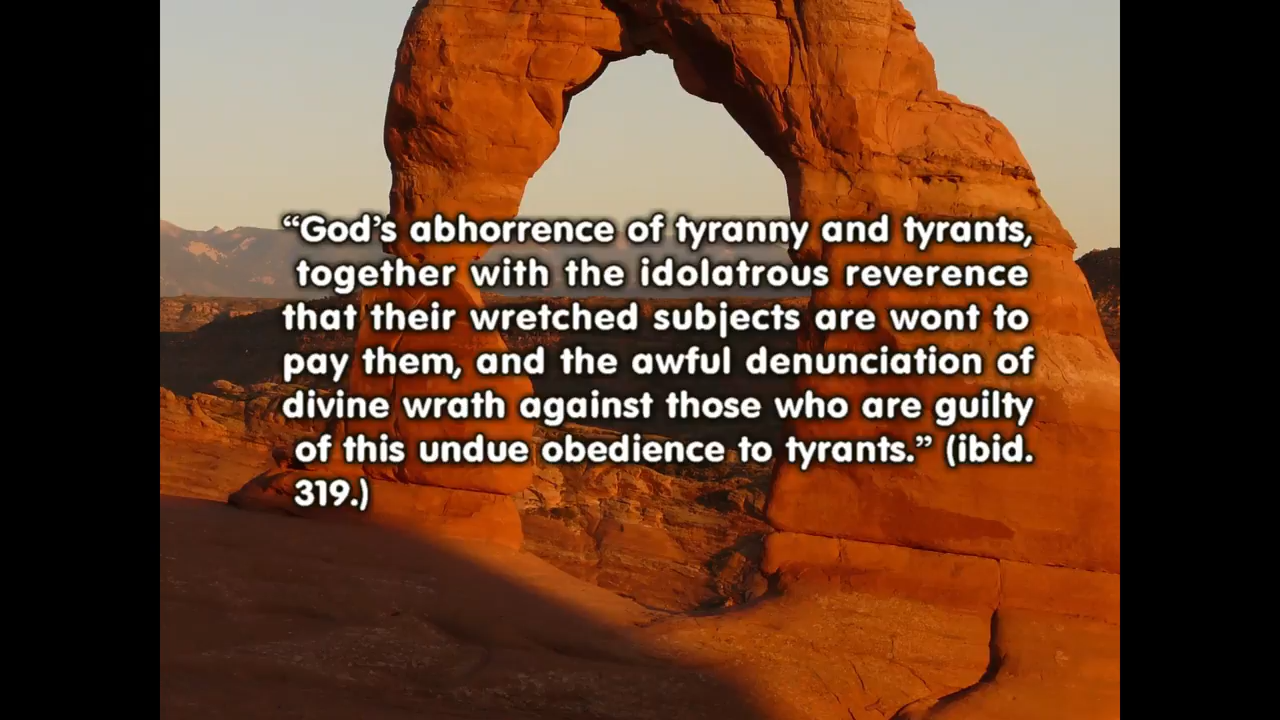 “God’s abhorrence of tyranny and tyrants,
together with the idolatrous reverence
that their wretched subjects are wont to
pay them, and the awful denunciation of
divine wrath against those who are guilty
of this undue obedience to tyrants.” (ibid.
319.)